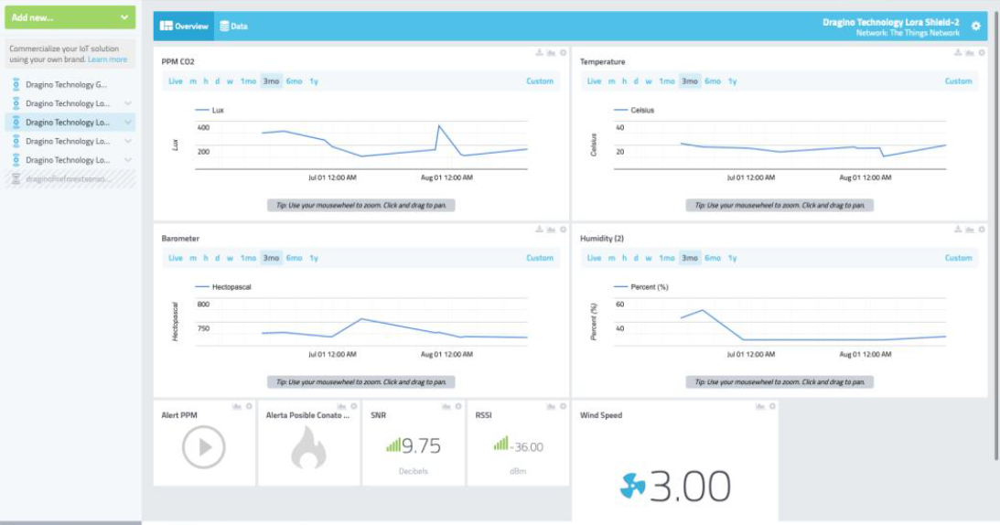 Add new...
Commercialize your IoT solution
using your own brand. Learn more
Dragino Technology G...
Dragino Technology Lo...
Dragino Technology Lo...
Dragino Technology Lo...
Dragino Technology Lo...
Overview Data
Dragino Technology Lora Shield-2
Network: The Things Network
PPM CO2
Live m h d w 1mo 3mo 6mo 1y Custom
Lux
400
200
Lux
Jul 01 12:00 AM Aug 01 12:00 AM
Tip: Use your mousewheel to zoom. Click and drag to pan.
Temperature
Live m h d w 1mo 3mo 6mo 1y Custom
Celsius
40
20
Celsius
Jul 01 12:00 AM Aug 01 12:00 AM
Tip: Use your mousewheel to zoom. Click and drag to pan.
Barometer
Live m h d w 1mo 3mo 6mo 1y Custom
Hectopascal
800
750
Hectopascal
Jul 01 12:00 AM Aug 01 12:00 AM
Tip: Use your mousewheel to zoom. Click and drag to pan.
Humidity (2)
Live m h d w 1mo 3mo 6mo 1y Custom
Percent (%)
60
40
Percent (%)
Jul 01 12:00 AM Aug 01 12:00 AM
Tip: Use your mousewheel to zoom. Click and drag to pan.
Alert PPM
Alerta Posible Conato ...
SNR
9.75
Decibels
RSSI
-36.00
dBm
Wind Speed
3.00